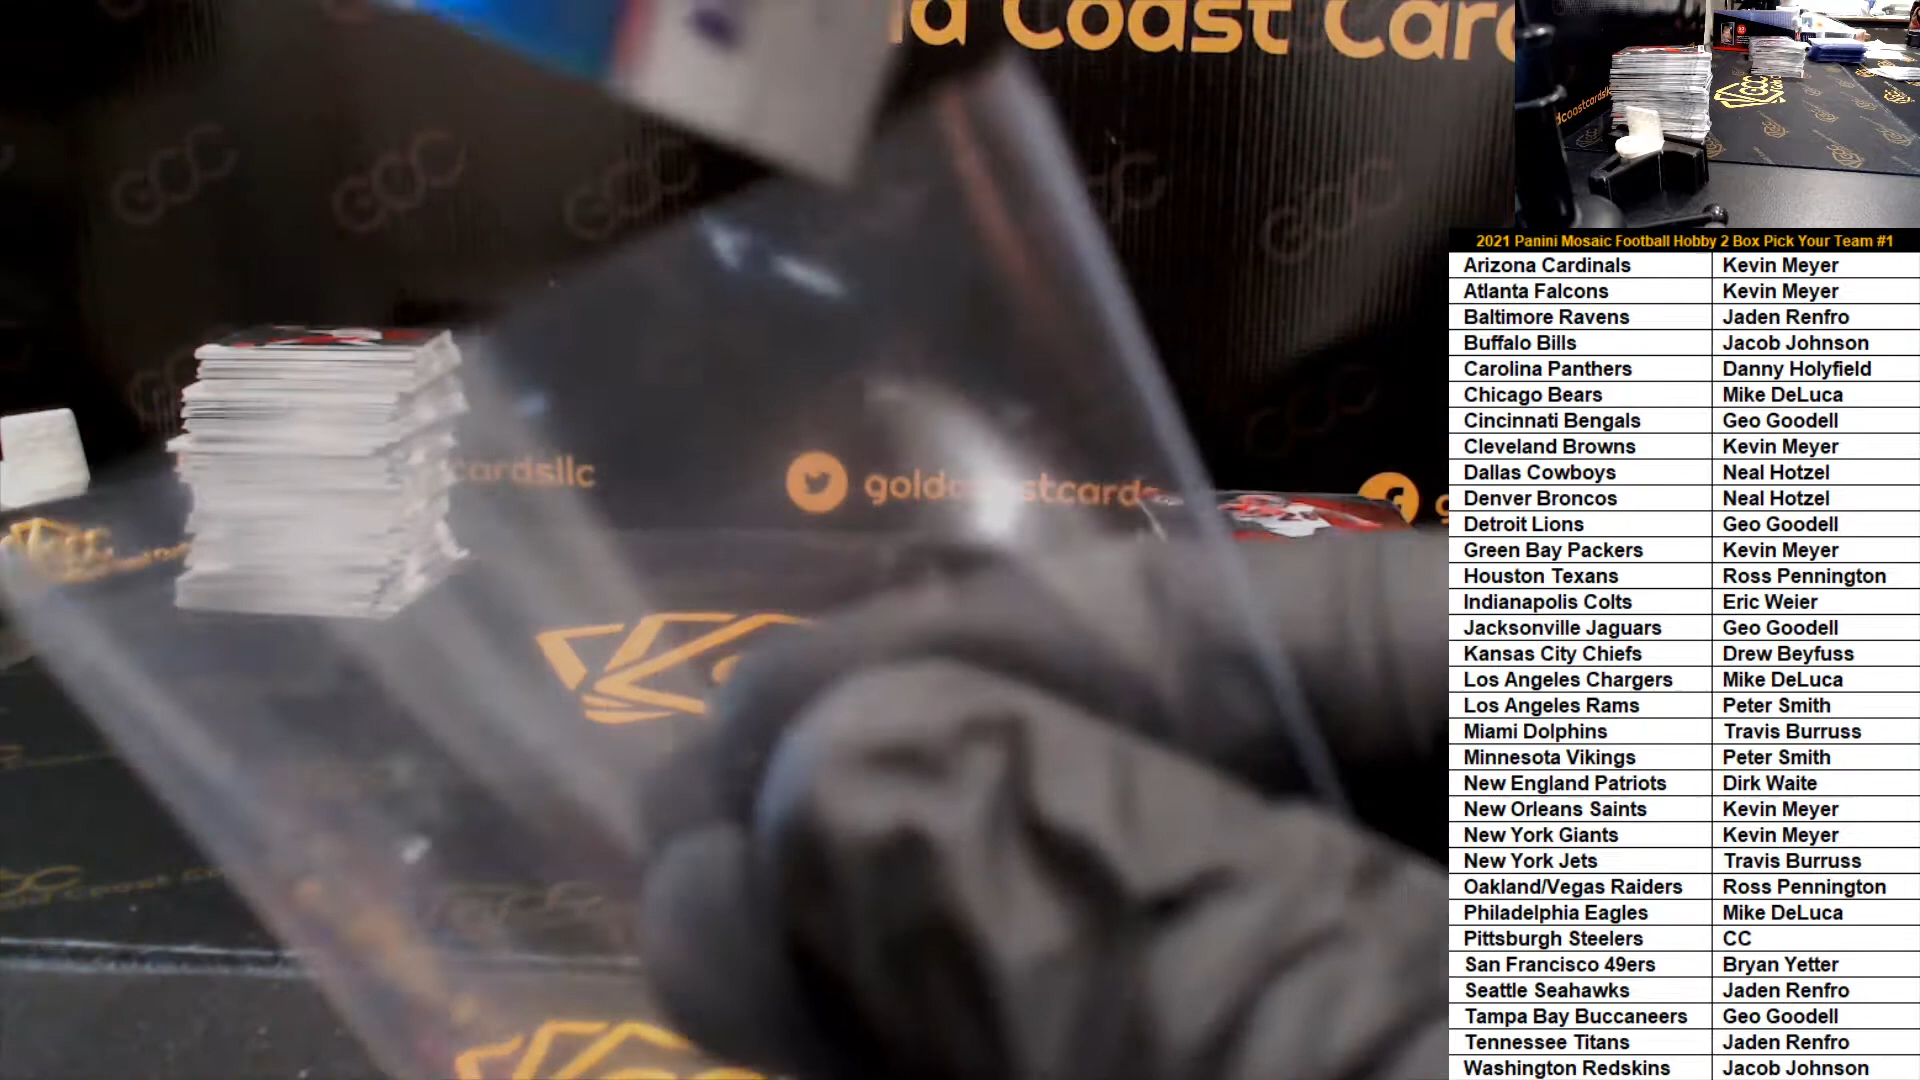 Coast
GCC
GCC
GCC
GCC
cardsllc
dcoastcardsl
2021 Panini Mosaic Football Hobby 2 Box Pick Your Team #1
Arizona Cardinals Kevin Meyer
Atlanta Falcons Kevin Meyer
Baltimore Ravens Jaden Renfro
Buffalo Bills Jacob Johnson
Carolina Panthers Danny Holyfield
Chicago Bears Mike DeLuca
Cincinnati Bengals Geo Goodell
Cleveland Browns Kevin Meyer
Dallas Cowboys Neal Hotzel
Denver Broncos Neal Hotzel
Detroit Lions Geo Goodell
Green Bay Packers Kevin Meyer
Houston Texans Ross Pennington
Indianapolis Colts Eric Weier
Jacksonville Jaguars Geo Goodell
Kansas City Chiefs Drew Beyfuss
Los Angeles Chargers Mike DeLuca
Los Angeles Rams Peter Smith
Miami Dolphins Travis Burruss
Minnesota Vikings Peter Smith
New England Patriots Dirk Waite
New Orleans Saints Kevin Meyer
New York Giants Kevin Meyer
New York Jets Travis Burruss
Oakland/Vegas Raiders Ross Pennington
Philadelphia Eagles Mike DeLuca
Pittsburgh Steelers CC
San Francisco 49ers Bryan Yetter
Seattle Seahawks Jaden Renfro
Tampa Bay Buccaneers Geo Goodell
Tennessee Titans Jaden Renfro
Washington Redskins Jacob Johnson